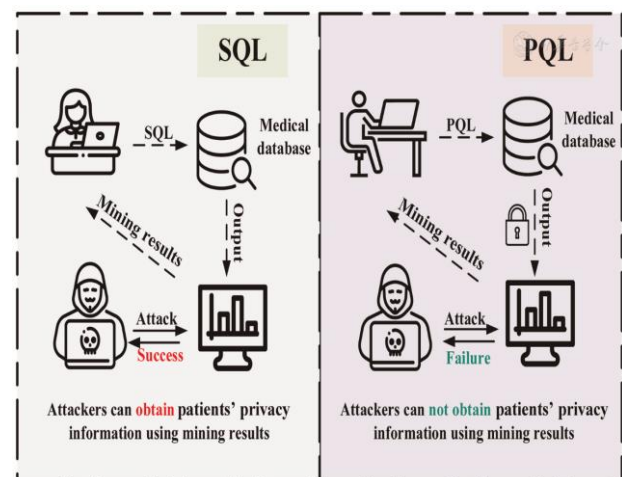 SQL
SQL
Medical
database
Output
Mining results
Attack
Success
Attackers can obtain patients' privacy
information using mining results
PQL
PQL
Medical
database
Output
Mining results
Attack
Failure
Attackers can not obtain patients' privacy
information using mining results